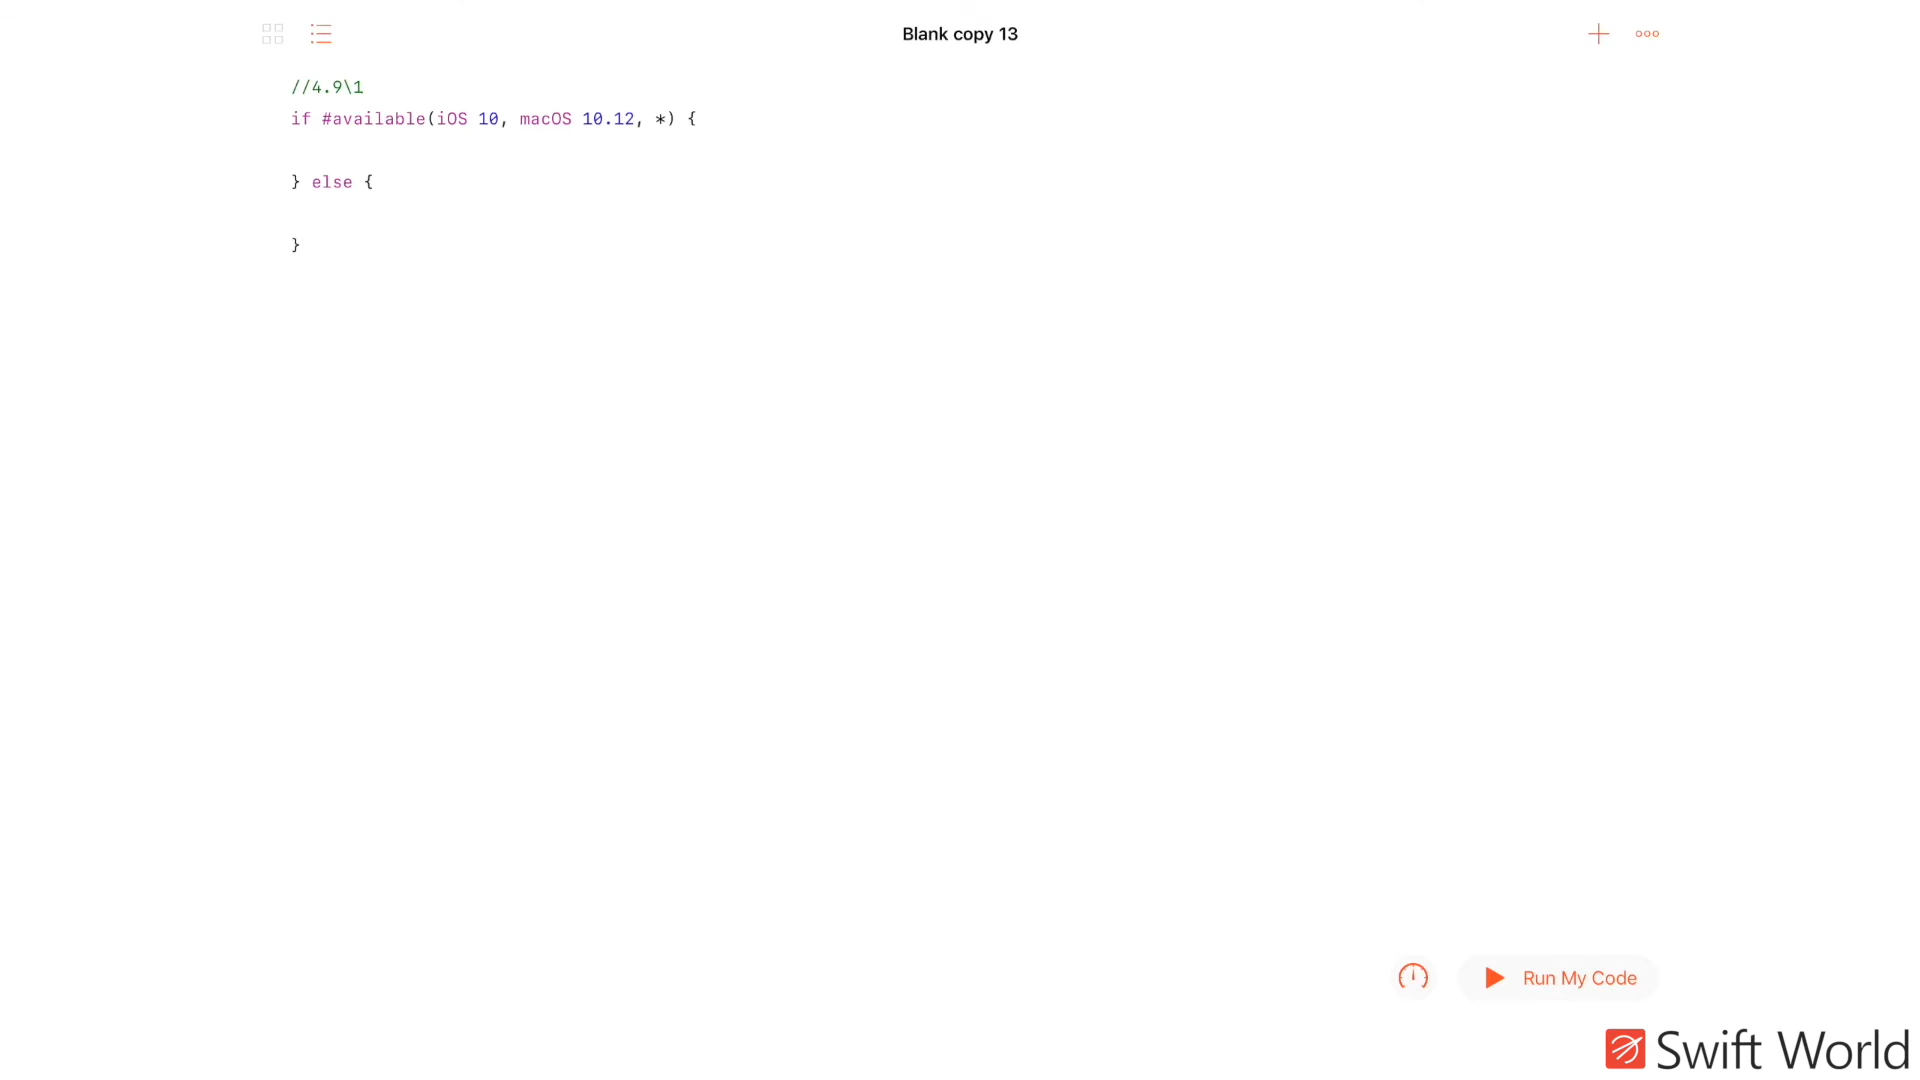 Blank copy 13
//4.9\1
if #available(iOS 10, macOS 10.12, *) {
} else {
}
Run My Code
Swift World